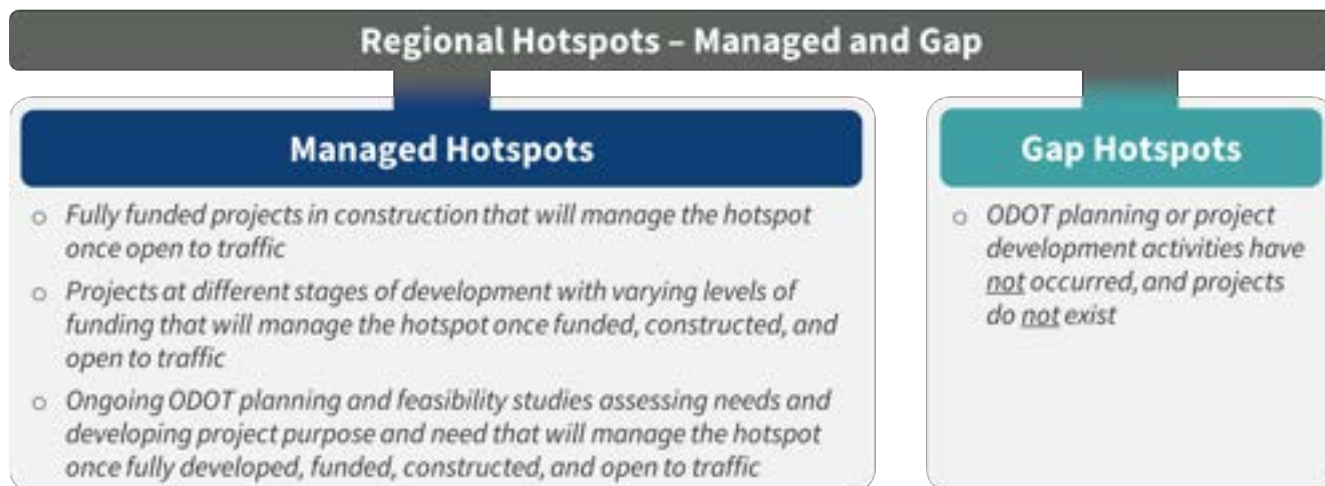 Regional Hotspots – Managed and Gap
Managed Hotspots
○ Fully funded projects in construction that will manage the hotspot
once open to traffic
○ Projects at different stages of development with varying levels of
funding that will manage the hotspot once funded, constructed, and
open to traffic
○ Ongoing ODOT planning and feasibility studies assessing needs and
developing project purpose and need that will manage the hotspot
once fully developed, funded, constructed, and open to traffic
Gap Hotspots
○ ODOT planning or project
development activities have
not occurred, and projects
do not exist